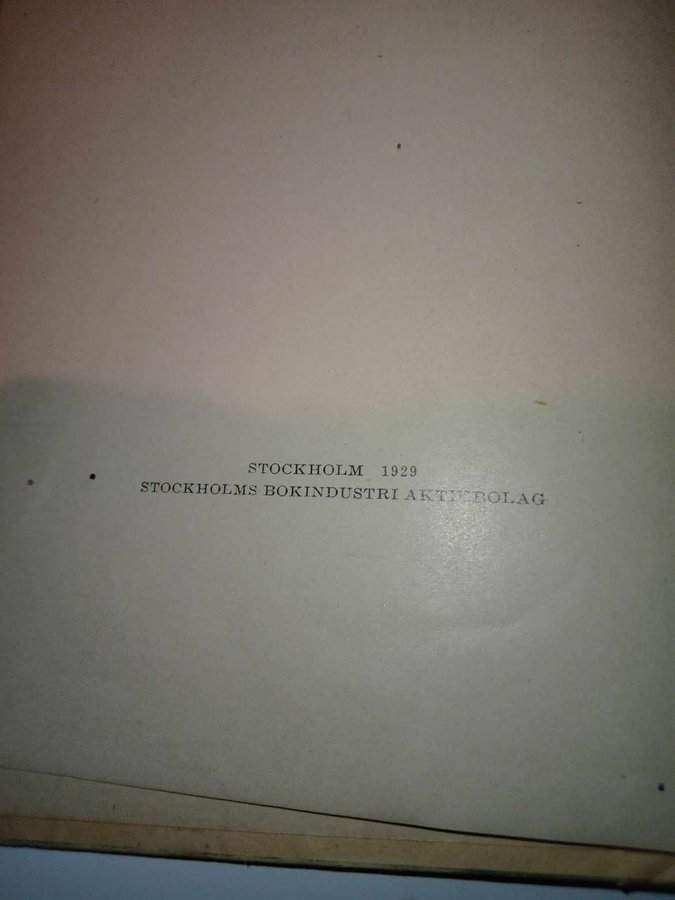 STOCKHOLM 1929
STOCKHOLMS BOKINDUSTRI AKTIEBOLAG